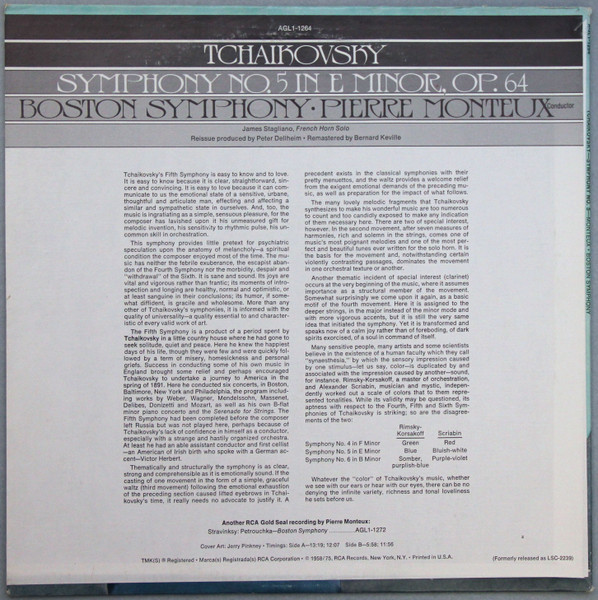 AGL1-1264
TCHAIKOVSKY
SYMPHONY NO. 5 IN E MINOR, OP. 64
BOSTON SYMPHONY · PIERRE MONTEUX Conductor
James Stagliano, French Horn Solo
Reissue produced by Peter Dellheim • Remastered by Bernard Keville
Tchaikovsky's Fifth Symphony is easy to know and to love.
It is easy to know because it is clear, straightforward, sin-
cere and convincing. It is easy to love because it can com-
municate to us the emotional state of a sensitive, urbane,
thoughtful and articulate man, effecting and affecting a
similar and sympathetic state in ourselves. And, too, the
music is ingratiating as a simple, sensuous pleasure, for the
composer has lavished upon it his unmeasured gift for
melodic invention, his sensitivity to rhythmic pulse, his un-
common skill in orchestration.
This symphony provides little pretext for psychiatric
speculation upon the anatomy of melancholy—a spiritual
condition the composer enjoyed most of the time. The mu-
sic has neither the febrile exuberance, the escapist aban-
don of the Fourth Symphony nor the morbidity, despair and
"withdrawal" of the Sixth. It is sane and sound. Its joys are
vital and vigorous rather than frantic; its moments of intro-
spection and longing are healthy, normal and optimistic, or
at least sanguine in their conclusions; its humor, if some-
what diffident, is gracile and wholesome. More than any
other of Tchaikovsky's symphonies, it is informed with the
quality of universality—a quality essential to and character-
istic of every valid work of art.
The Fifth Symphony is a product of a period spent by
Tchaikovsky in a little country house where he had gone to
seek solitude, quiet and peace. Here he knew the happiest
days of his life, though they were few and were quickly fol-
lowed by a term of misery, homesickness and personal
griefs. Success in conducting some of his own music in
England brought some relief and perhaps encouraged
Tchaikovsky to undertake a journey to America in the
spring of 1891. Here he conducted six concerts, in Boston,
Baltimore, New York and Philadelphia, the program includ-
ing works by Weber, Wagner, Mendelssohn, Massenet,
Delibes, Donizetti and Mozart, as well as his own B-flat
minor piano concerto and the Serenade for Strings. The
Fifth Symphony had been completed before the composer
left Russia but was not played here, perhaps because of
Tchaikovsky's lack of confidence in himself as a conductor,
especially with a strange and hastily organized orchestra.
At least he had an able assistant conductor and first cellist
—an American of Irish birth who spoke with a German ac-
cent—Victor Herbert.
Thematically and structurally the symphony is as clear,
strong and comprehensible as it is emotionally sound. If the
casting of one movement in the form of a simple, graceful
waltz (third movement) following the emotional exhaustion
of the preceding section caused lifted eyebrows in Tchai-
kovsky's time, it really needs no advocate to justify it. A
precedent exists in the classical symphonies with their
pretty menuettos, and the waltz provides a welcome relief
from the exigent emotional demands of the preceding mu-
sic, as well as preparation for the impact of what follows.
The many lovely melodic fragments that Tchaikovsky
synthesizes to make his wonderful music are too numerous
to count and too candidly exposed to make any indication
of them necessary here. There are two of special interest,
however. In the second movement, after seven measures of
harmonies, rich and solemn in the strings, comes one of
music's most poignant melodies and one of the most per-
fect and beautiful tunes ever written for the solo horn. It is
the basis for the movement and, notwithstanding certain
violently contrasting passages, dominates the movement
in one orchestral texture or another.
Another thematic incident of special interest (clarinet)
occurs at the very beginning of the music, where it assumes
importance as a structural member of the movement.
Somewhat surprisingly we come upon it again, as a basic
motif of the fourth movement. Here it is assigned to the
deeper strings, in the major instead of the minor mode and
with more vigorous accents, but it is still the very same
idea that initiated the symphony. Yet it is transformed and
speaks now of a calm joy rather than of foreboding, of dark
spirits exorcised, of a soul in command of itself.
Many sensitive people, many artists and some scientists
believe in the existence of a human faculty which they call
"synaesthesia," by which the sensory impression caused
by one stimulus—let us say, color—is duplicated by and
associated with the impression caused by another—sound,
for instance. Rimsky-Korsakoff, a master of orchestration,
and Alexander Scriabin, musician and mystic, indepen-
dently worked out a scale of colors that to them repre-
sented tonalities. While its validity may be questioned, its
aptness with respect to the Fourth, Fifth and Sixth Sym-
phonies of Tchaikovsky is striking; so are the disagree-
ments of the two:
Rimsky-
Korsakoff Scriabin
Symphony No. 4 in F Minor Green Red
Symphony No. 5 in E Minor Blue Bluish-white
Symphony No. 6 in B Minor Somber, Purple-violet
purplish-blue
Whatever the "color" of Tchaikovsky's music, whether
we see with our ears or hear with our eyes, there can be no
denying the infinite variety, richness and tonal loveliness
he sets before us.
Another RCA Gold Seal recording by Pierre Monteux:
Stravinsky: Petrouchka—Boston Symphony ............ AGL1-1272
Cover Art: Jerry Pinkney • Timings: Side A—13:19; 12:07 Side B—5:58; 11:56
TMK(S) ® Registered • Marca(s) Registrada(s) RCA Corporation • ℗ 1958/75, RCA Records, New York, N.Y. • Printed in U.S.A.
(Formerly released as LSC-2239)